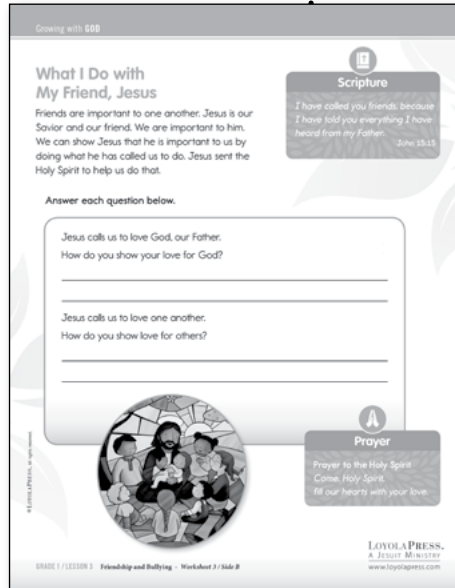 Growing with GOD
What I Do with
My Friend, Jesus
Friends are important to one another. Jesus is our
Savior and our friend. We are important to him.
We can show Jesus that he is important to us by
doing what he has called us to do. Jesus sent the
Holy Spirit to help us do that.
Scripture
I have called you friends, because
I have told you everything I have
heard from my Father.
John 15:15
Answer each question below.
Jesus calls us to love God, our Father.
How do you show your love for God?
Jesus calls us to love one another.
How do you show love for others?
Prayer
Prayer to the Holy Spirit
Come, Holy Spirit,
fill our hearts with your love.
© LOYOLAPRESS. All rights reserved.
LOYOLAPRESS.
A JESUIT MINISTRY
www.loyolapress.com
GRADE 1 / LESSON 3 Friendship and Bullying - Worksheet 3 / Side B